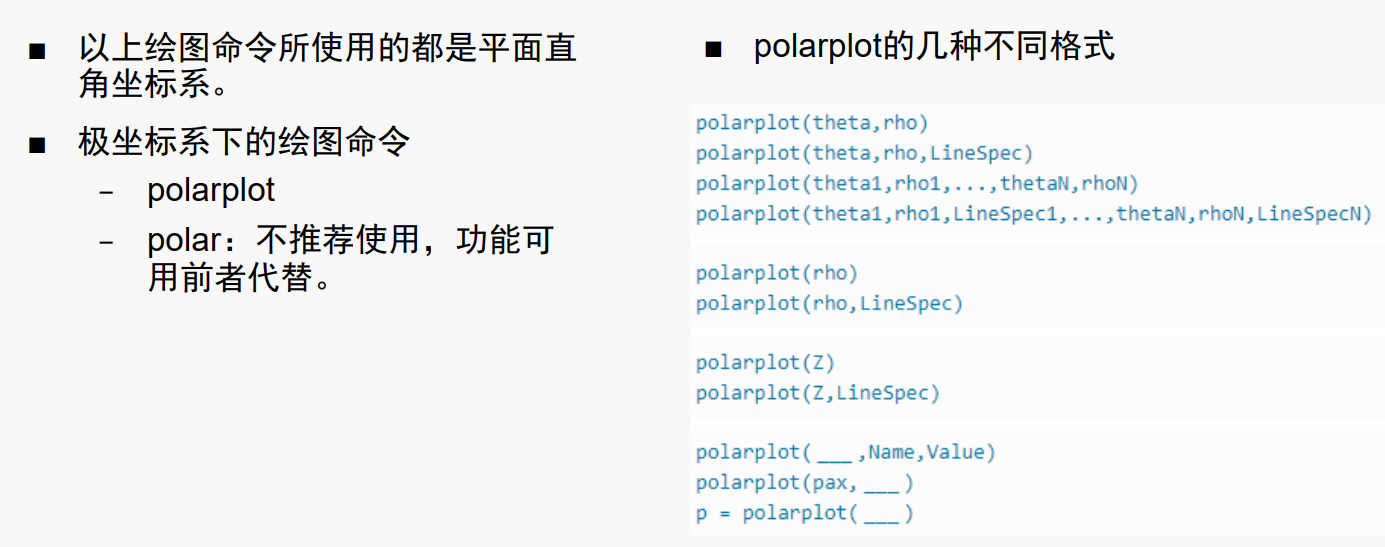 ■ 以上绘图命令所使用的都是平面直
角坐标系。
■ 极坐标系下的绘图命令
– polarplot
– polar：不推荐使用，功能可
用前者代替。
■ polarplot的几种不同格式
polarplot(theta,rho)
polarplot(theta,rho,LineSpec)
polarplot(theta1,rho1,...,thetaN,rhoN)
polarplot(theta1,rho1,LineSpec1,...,thetaN,rhoN,LineSpecN)
polarplot(rho)
polarplot(rho,LineSpec)
polarplot(Z)
polarplot(Z,LineSpec)
polarplot( ___ ,Name,Value)
polarplot(pax, ___ )
p = polarplot( ___ )